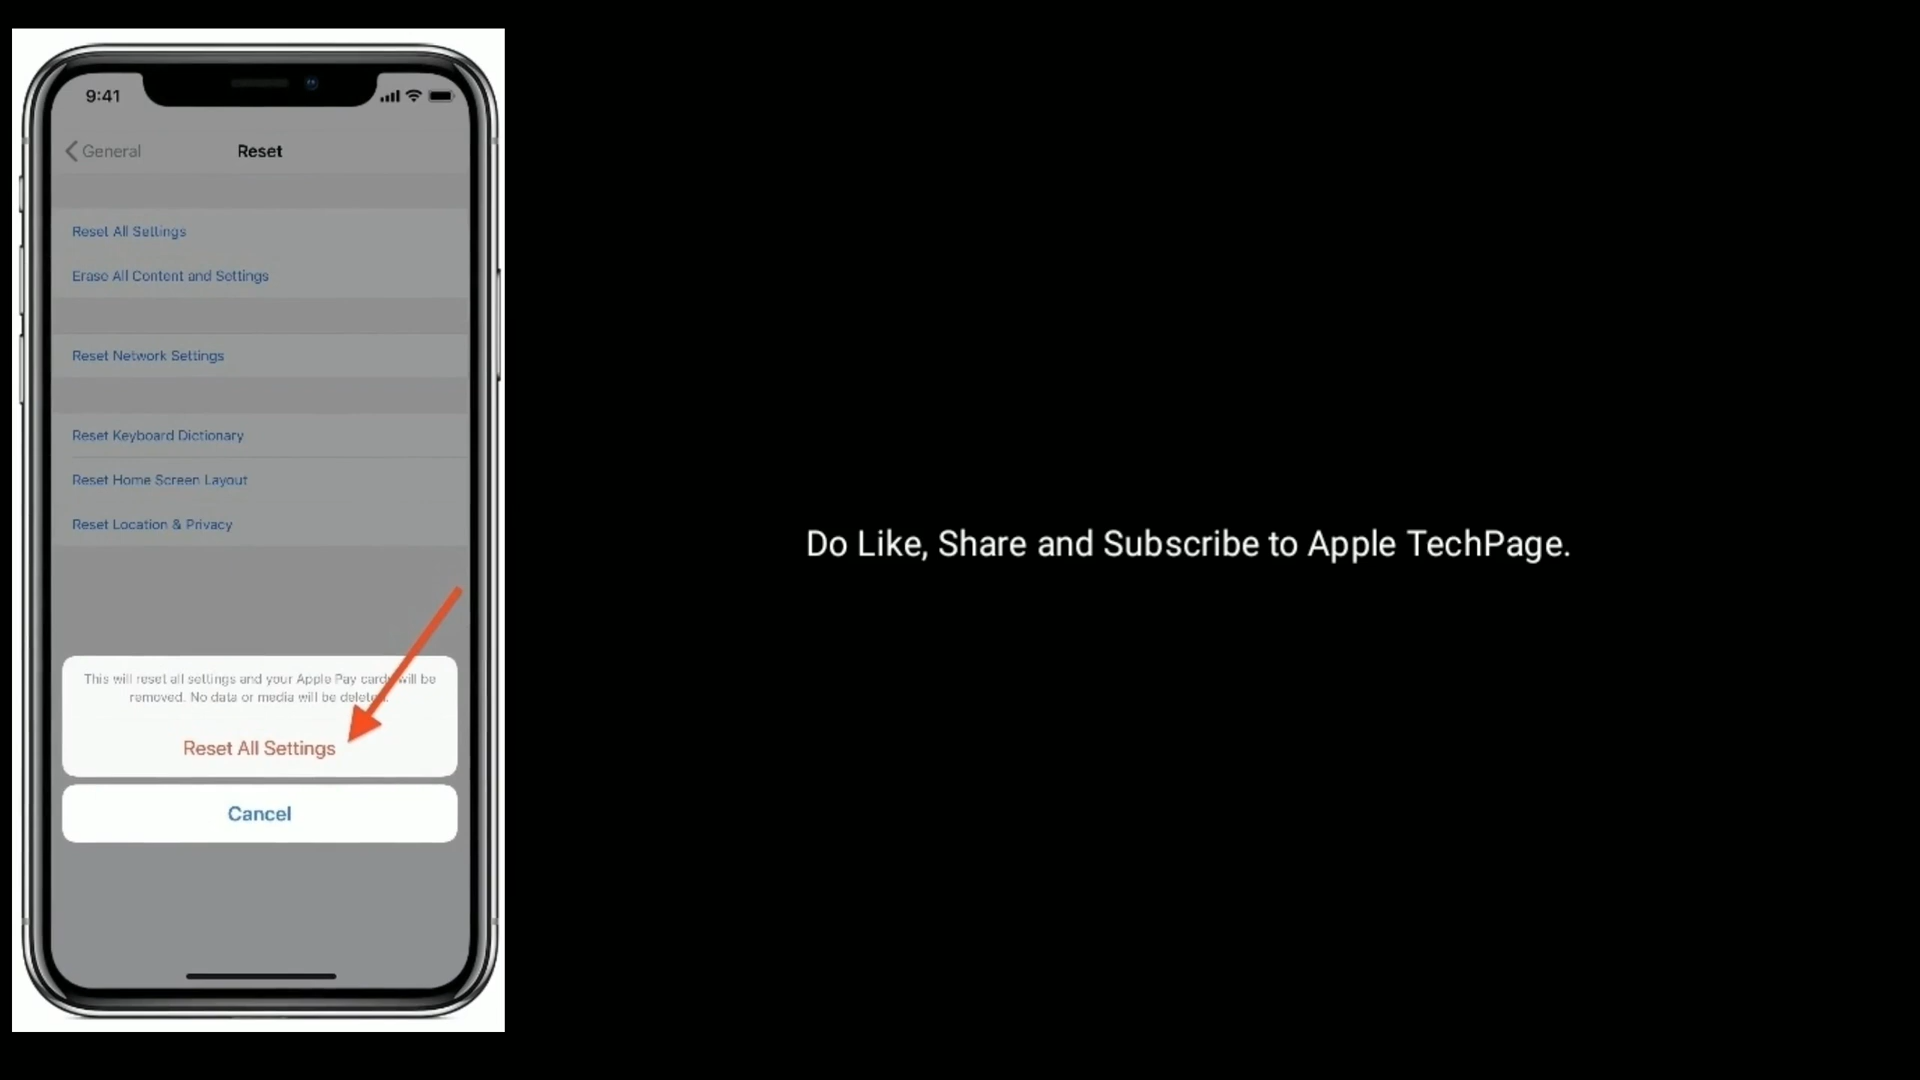 9:41
General
Reset
Reset All Settings
Erase All Content and Settings
Reset Network Settings
Reset Keyboard Dictionary
Reset Home Screen Layout
Reset Location & Privacy
This will reset all settings and your Apple Pay cards will be
removed. No data or media will be deleted.
Reset All Settings
Cancel
Do Like, Share and Subscribe to Apple TechPage.